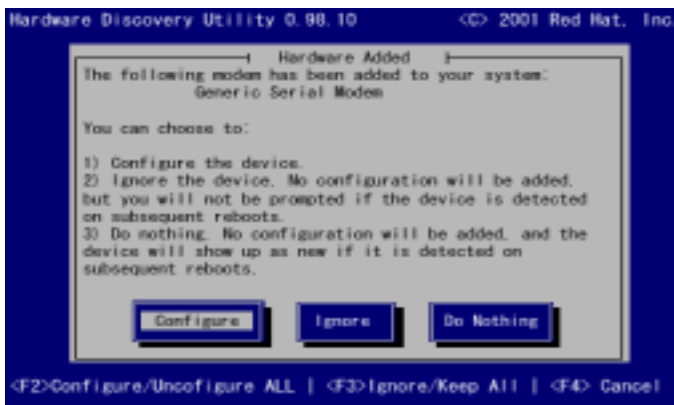 Hardware Discovery Utility 0.98.10 <C> 2001 Red Hat, Inc.
Hardware Added
The following modem has been added to your system:
Generic Serial Modem
You can choose to:
1) Configure the device.
2) Ignore the device. No configuration will be added,
but you will not be prompted if the device is detected
on subsequent reboots.
3) Do nothing. No configuration will be added, and the
device will show up as new if it is detected on
subsequent reboots.
Configure Ignore Do Nothing
<F2>Configure/Uncofigure ALL | <F3>Ignore/Keep All | <F4> Cancel